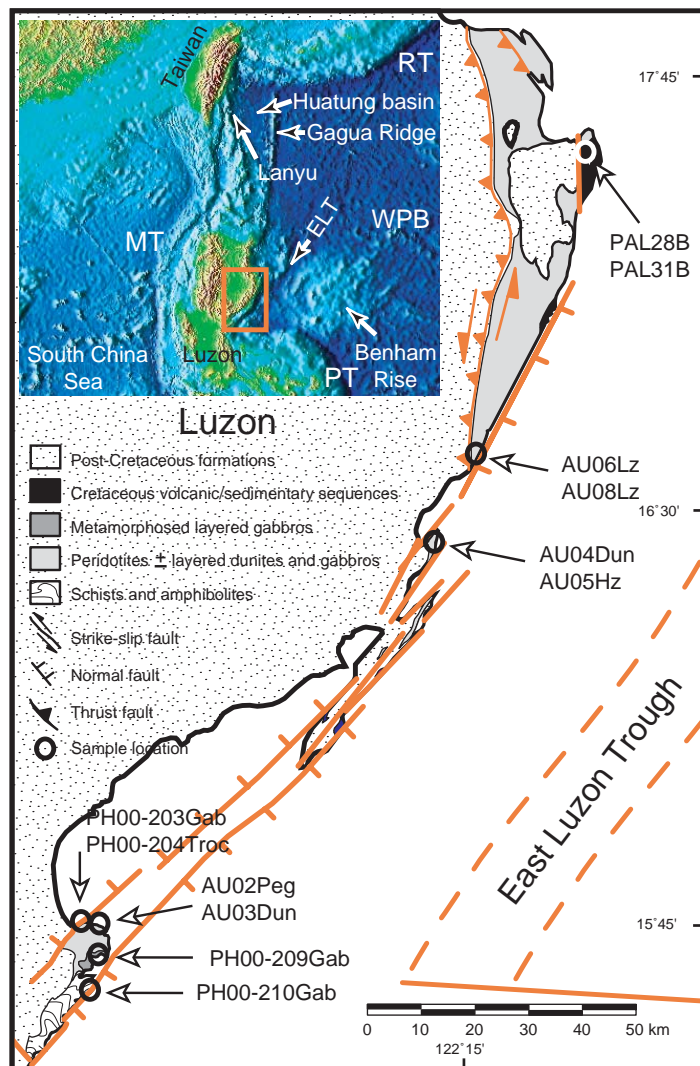 Taiwan
RT
Huatung basin
Gagua Ridge
Lanyu
WPB
ELT
MT
South China
Sea
Luzon
Benham
Rise
PT
17˚45'
PAL28B
PAL31B
Luzon
Post-Cretaceous formations
Cretaceous volcanic/sedimentary sequences
Metamorphosed layered gabbros
Peridotites ± layered dunites and gabbros
Schists and amphibolites
Strike-slip fault
Normal fault
Thrust fault
Sample location
AU06Lz
AU08Lz
16˚30'
AU04Dun
AU05Hz
East Luzon Trough
PH00-203Gab
PH00-204Troc
AU02Peg
AU03Dun
15˚45'
PH00-209Gab
PH00-210Gab
0 10 20 30 40 50 km
122˚15'